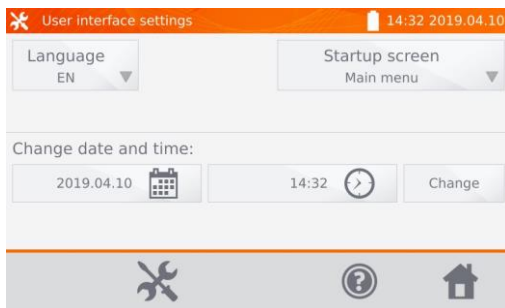 User interface settings
14:32 2019.04.10
Language
EN
Startup screen
Main menu
Change date and time:
2019.04.10
14:32
Change
?